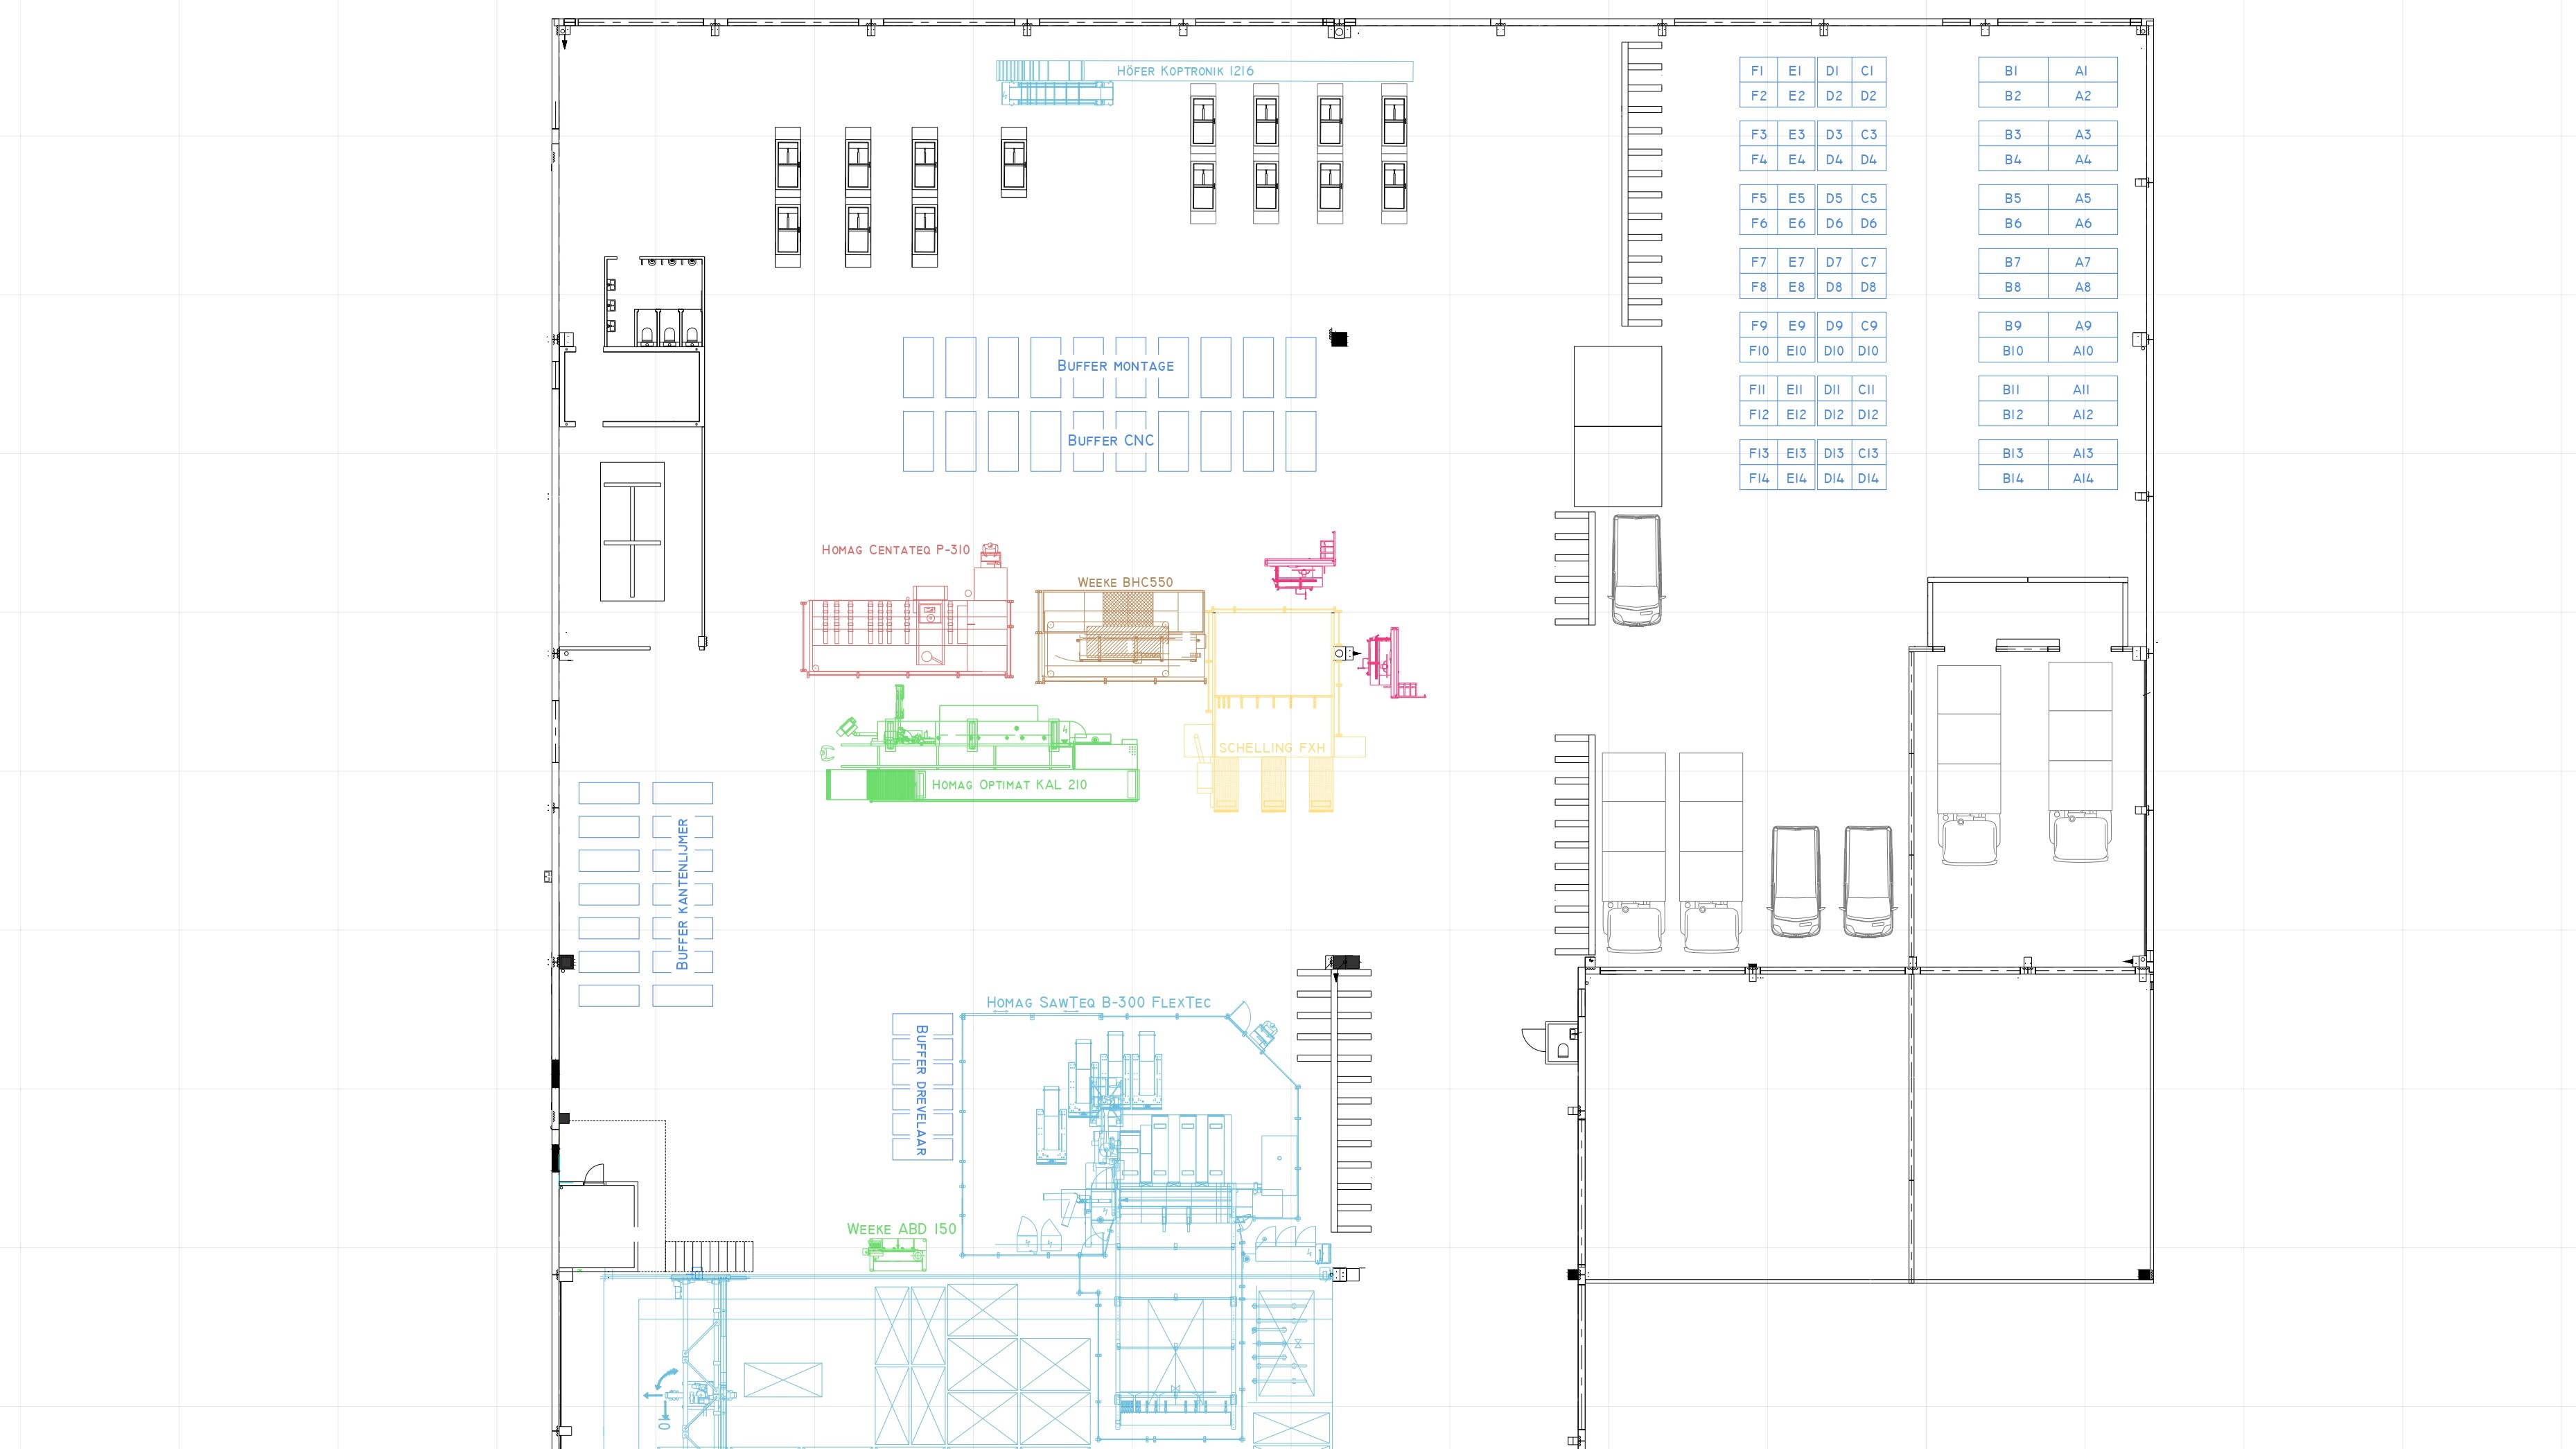 HÖFER KOPTRONIK 1216
F1 E1 D1 C1 B1 A1
F2 E2 D2 D2 B2 A2
F3 E3 D3 C3 B3 A3
F4 E4 D4 D4 B4 A4
F5 E5 D5 C5 B5 A5
F6 E6 D6 D6 B6 A6
F7 E7 D7 C7 B7 A7
F8 E8 D8 D8 B8 A8
F9 E9 D9 C9 B9 A9
F10 E10 D10 D10 B10 A10
F11 E11 D11 C11 B11 A11
F12 E12 D12 D12 B12 A12
F13 E13 D13 C13 B13 A13
F14 E14 D14 D14 B14 A14
BUFFER MONTAGE
BUFFER CNC
HOMAG CENTATEQ P-310
WEEKE BHC550
SCHELLING FXH
HOMAG OPTIMAT KAL 210
BUFFER KANTENLIJMER
HOMAG SAWTEQ B-300 FLEXTEC
BUFFER DREVELAAR
WEEKE ABD 150